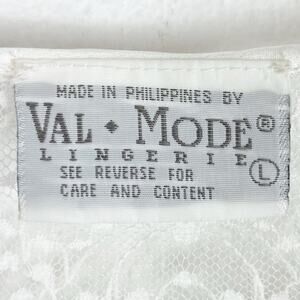 MADE IN PHILIPPINES BY
VAL ♦ MODE®
LINGERIE
L
SEE REVERSE FOR
CARE AND CONTENT